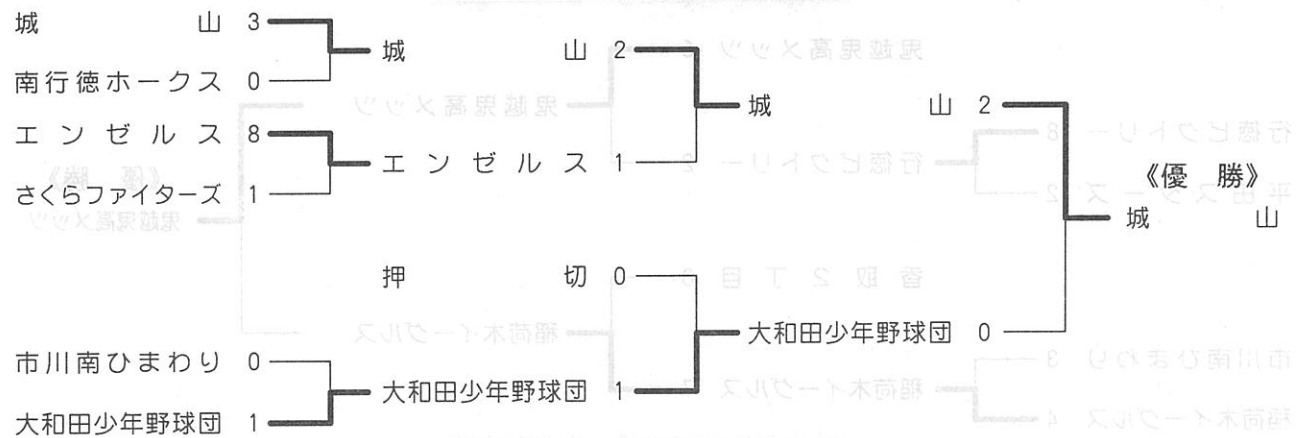 城山 3
南行徳ホークス 0
エンゼルス 8
さくらファイターズ 1
城山 2
エンゼルス 1
押切 0
市川南ひまわり 0
大和田少年野球団 1
大和田少年野球団 1
城山 2
大和田少年野球団 0
《優勝》
城山